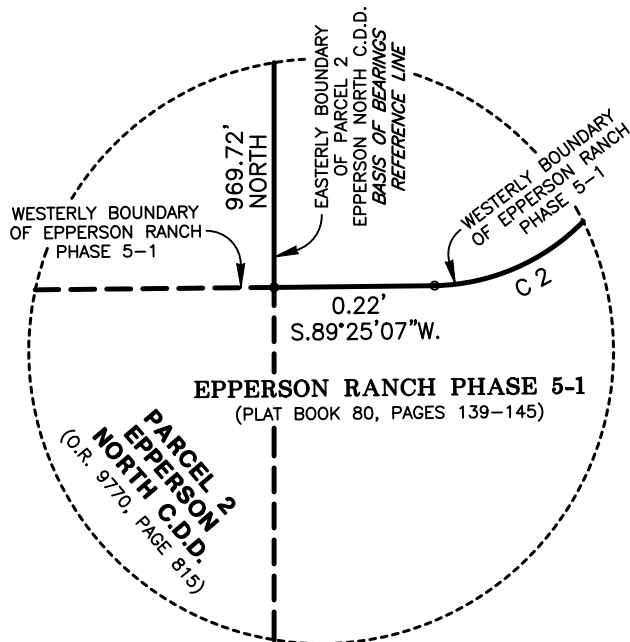 969.72'
NORTH
EASTERLY BOUNDARY
OF PARCEL 2
EPPERSON NORTH C.D.D.
BASIS OF BEARINGS
REFERENCE LINE
WESTERLY BOUNDARY
OF EPPERSON RANCH
PHASE 5-1
WESTERLY BOUNDARY
OF EPPERSON RANCH
PHASE 5-1
C 2
0.22'
S.89°25'07"W.
EPPERSON RANCH PHASE 5-1
(PLAT BOOK 80, PAGES 139-145)
PARCEL 2
EPPERSON
NORTH C.D.D.
(O.R. 9770, PAGE 815)